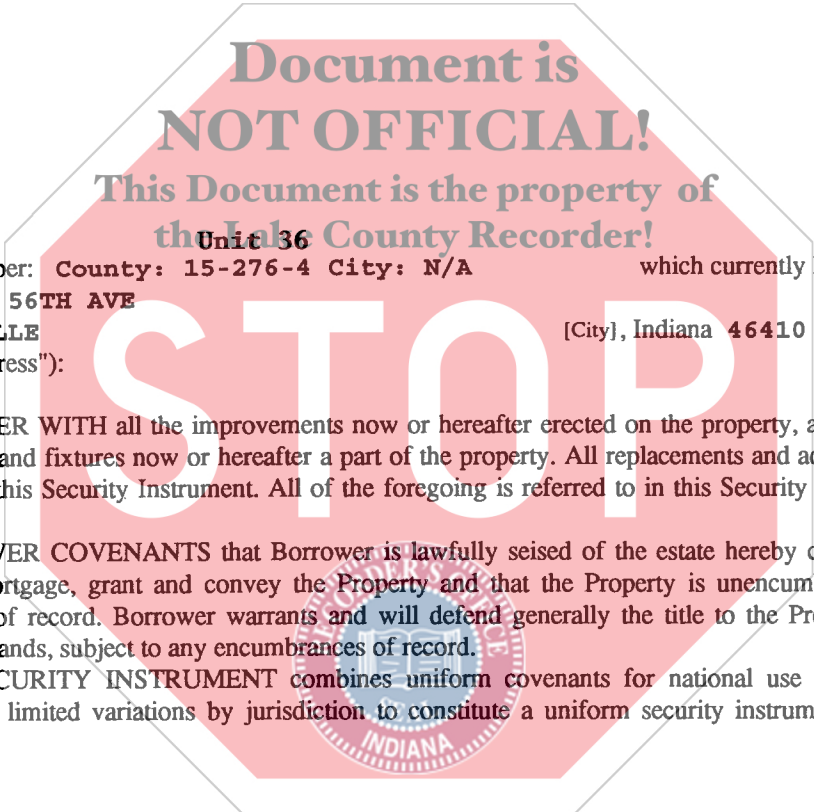 Document is
NOT OFFICIAL!
This Document is the property of
the Lake County Recorder!
Unit 36
er: County: 15-276-4 City: N/A which currently
56TH AVE
LLE [City], Indiana 46410
ress"):
ER WITH all the improvements now or hereafter erected on the property, a
and fixtures now or hereafter a part of the property. All replacements and ad
this Security Instrument. All of the foregoing is referred to in this Security
VER COVENANTS that Borrower is lawfully seised of the estate hereby c
ortgage, grant and convey the Property and that the Property is unencum
of record. Borrower warrants and will defend generally the title to the Pro
ands, subject to any encumbrances of record.
CURITY INSTRUMENT combines uniform covenants for national use
limited variations by jurisdiction to constitute a uniform security instrum
STOP
RECORDER'S OFFICE
SEAL
INDIANA